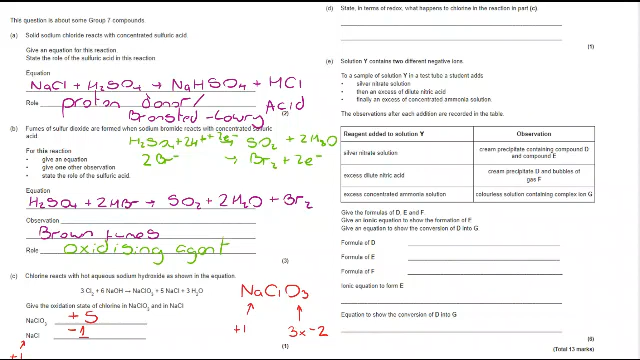 This question is about some Group 7 compounds.
(a) Solid sodium chloride reacts with concentrated sulfuric acid.
Give an equation for this reaction.
State the role of the sulfuric acid in this reaction.
Equation
NaCl + H₂SO₄ → NaHSO₄ + HCl
Role
proton donor/
Bronsted-Lowry Acid
(2)
(b) Fumes of sulfur dioxide are formed when sodium bromide reacts with concentrated sulfuric
acid.
H₂SO₄ + 2H⁺ + 2e⁻ → SO₂ + 2H₂O
For this reaction
2Br⁻ → Br₂ + 2e⁻
• give an equation
• give one other observation
• state the role of the sulfuric acid.
Equation
H₂SO₄ + 2HBr → SO₂ + 2H₂O + Br₂
Observation
Brown fumes
Role
Oxidising agent
(3)
(c) Chlorine reacts with hot aqueous sodium hydroxide as shown in the equation.
3 Cl₂ + 6 NaOH → NaClO₃ + 5 NaCl + 3 H₂O
Give the oxidation state of chlorine in NaClO₃ and in NaCl
NaClO₃ +5
NaCl -1
(1)
+1
NaClO₃
+1 3x-2
(d) State, in terms of redox, what happens to chlorine in the reaction in part (c).
(1)
(e) Solution Y contains two different negative ions.
To a sample of solution Y in a test tube a student adds
• silver nitrate solution
• then an excess of dilute nitric acid
• finally an excess of concentrated ammonia solution.
The observations after each addition are recorded in the table.
Reagent added to solution Y Observation
silver nitrate solution cream precipitate containing compound D
and compound E
excess dilute nitric acid cream precipitate D and bubbles of
gas F
excess concentrated ammonia solution colourless solution containing complex ion G
Give the formulas of D, E and F
Give an ionic equation to show the formation of E
Give an equation to show the conversion of D into G
Formula of D
Formula of E
Formula of F
Ionic equation to form E
Equation to show the conversion of D into G
(6)
(Total 13 marks)